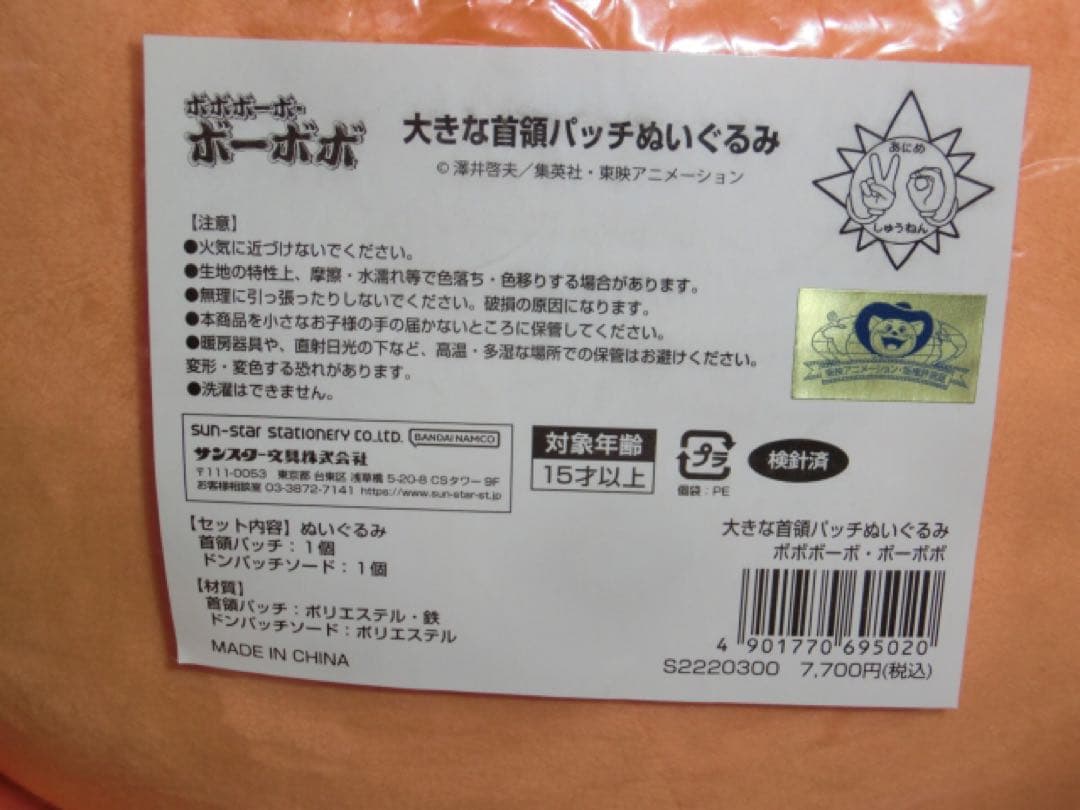 ボボボーボ・
ボーボボ
大きな首領パッチぬいぐるみ
© 澤井啓夫／集英社・東映アニメーション
あにめ
しゅうねん
【注意】
●火気に近づけないでください。
●生地の特性上、摩擦・水濡れ等で色落ち・色移りする場合があります。
●無理に引っ張ったりしないでください。破損の原因になります。
●本商品を小さなお子様の手の届かないところに保管してください。
●暖房器具や、直射日光の下など、高温・多湿な場所での保管はお避けください。
変形・変色する恐れがあります。
●洗濯はできません。
東映アニメーション・版権許諾証
sun-star stationery co.,ltd. BANDAI NAMCO
サンスター文具株式会社
〒111-0053 東京都 台東区 浅草橋 5-20-8 CSタワー 9F
お客様相談室 03-3872-7141 https://www.sun-star-st.jp
対象年齢
15才以上
プラ
個袋：PE
検針済
【セット内容】ぬいぐるみ
首領パッチ：1個
ドンパッチソード：1個
【材質】
首領パッチ：ポリエステル・鉄
ドンパッチソード：ポリエステル
MADE IN CHINA
大きな首領パッチぬいぐるみ
ボボボーボ・ボーボボ
4 901770 695020
S2220300 7,700円(税込)